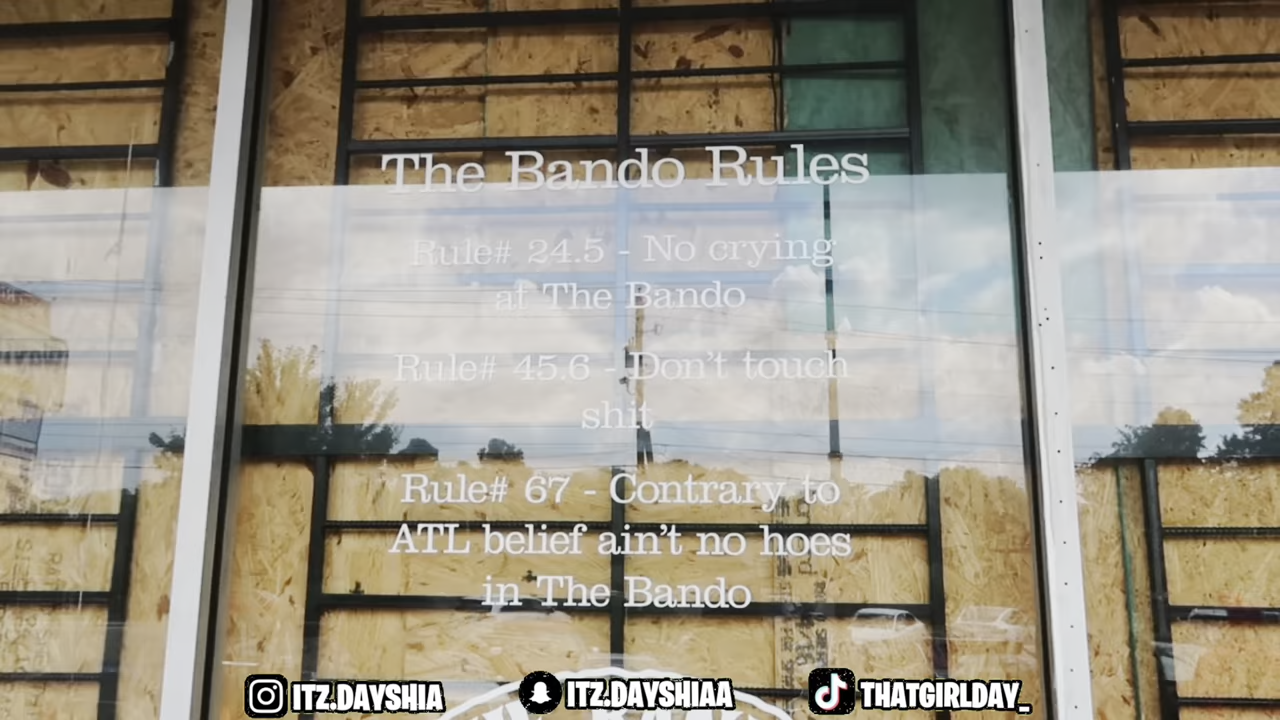 The Bando Rules
Rule# 24.5 - No crying
at The Bando
Rule# 45.6 - Don't touch
shit
Rule# 67 - Contrary to
ATL belief ain't no hoes
in The Bando
ITZ.DAYSHIA
ITZ.DAYSHIAA
THATGIRLDAY_